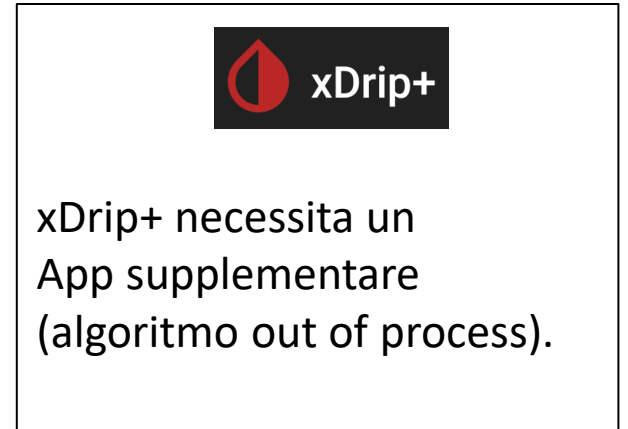 xDrip+
xDrip+ necessita un
App supplementare
(algoritmo out of process).